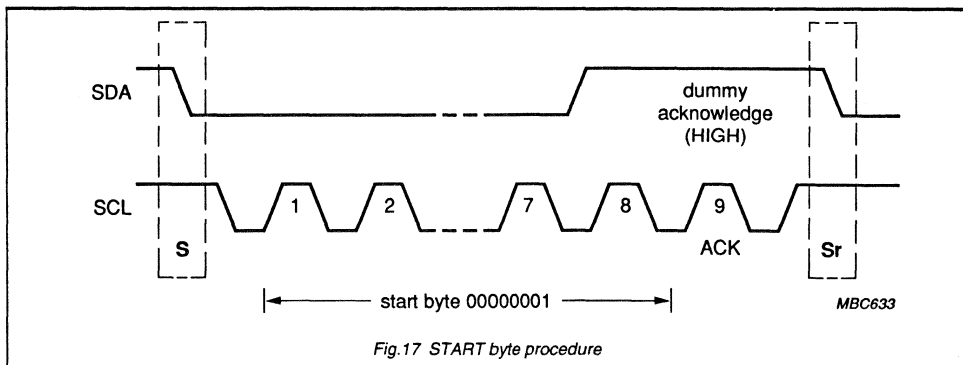 SDA
dummy
acknowledge
(HIGH)
SCL
1 2 7 8 9
S
ACK
Sr
start byte 00000001
MBC633
Fig.17 START byte procedure